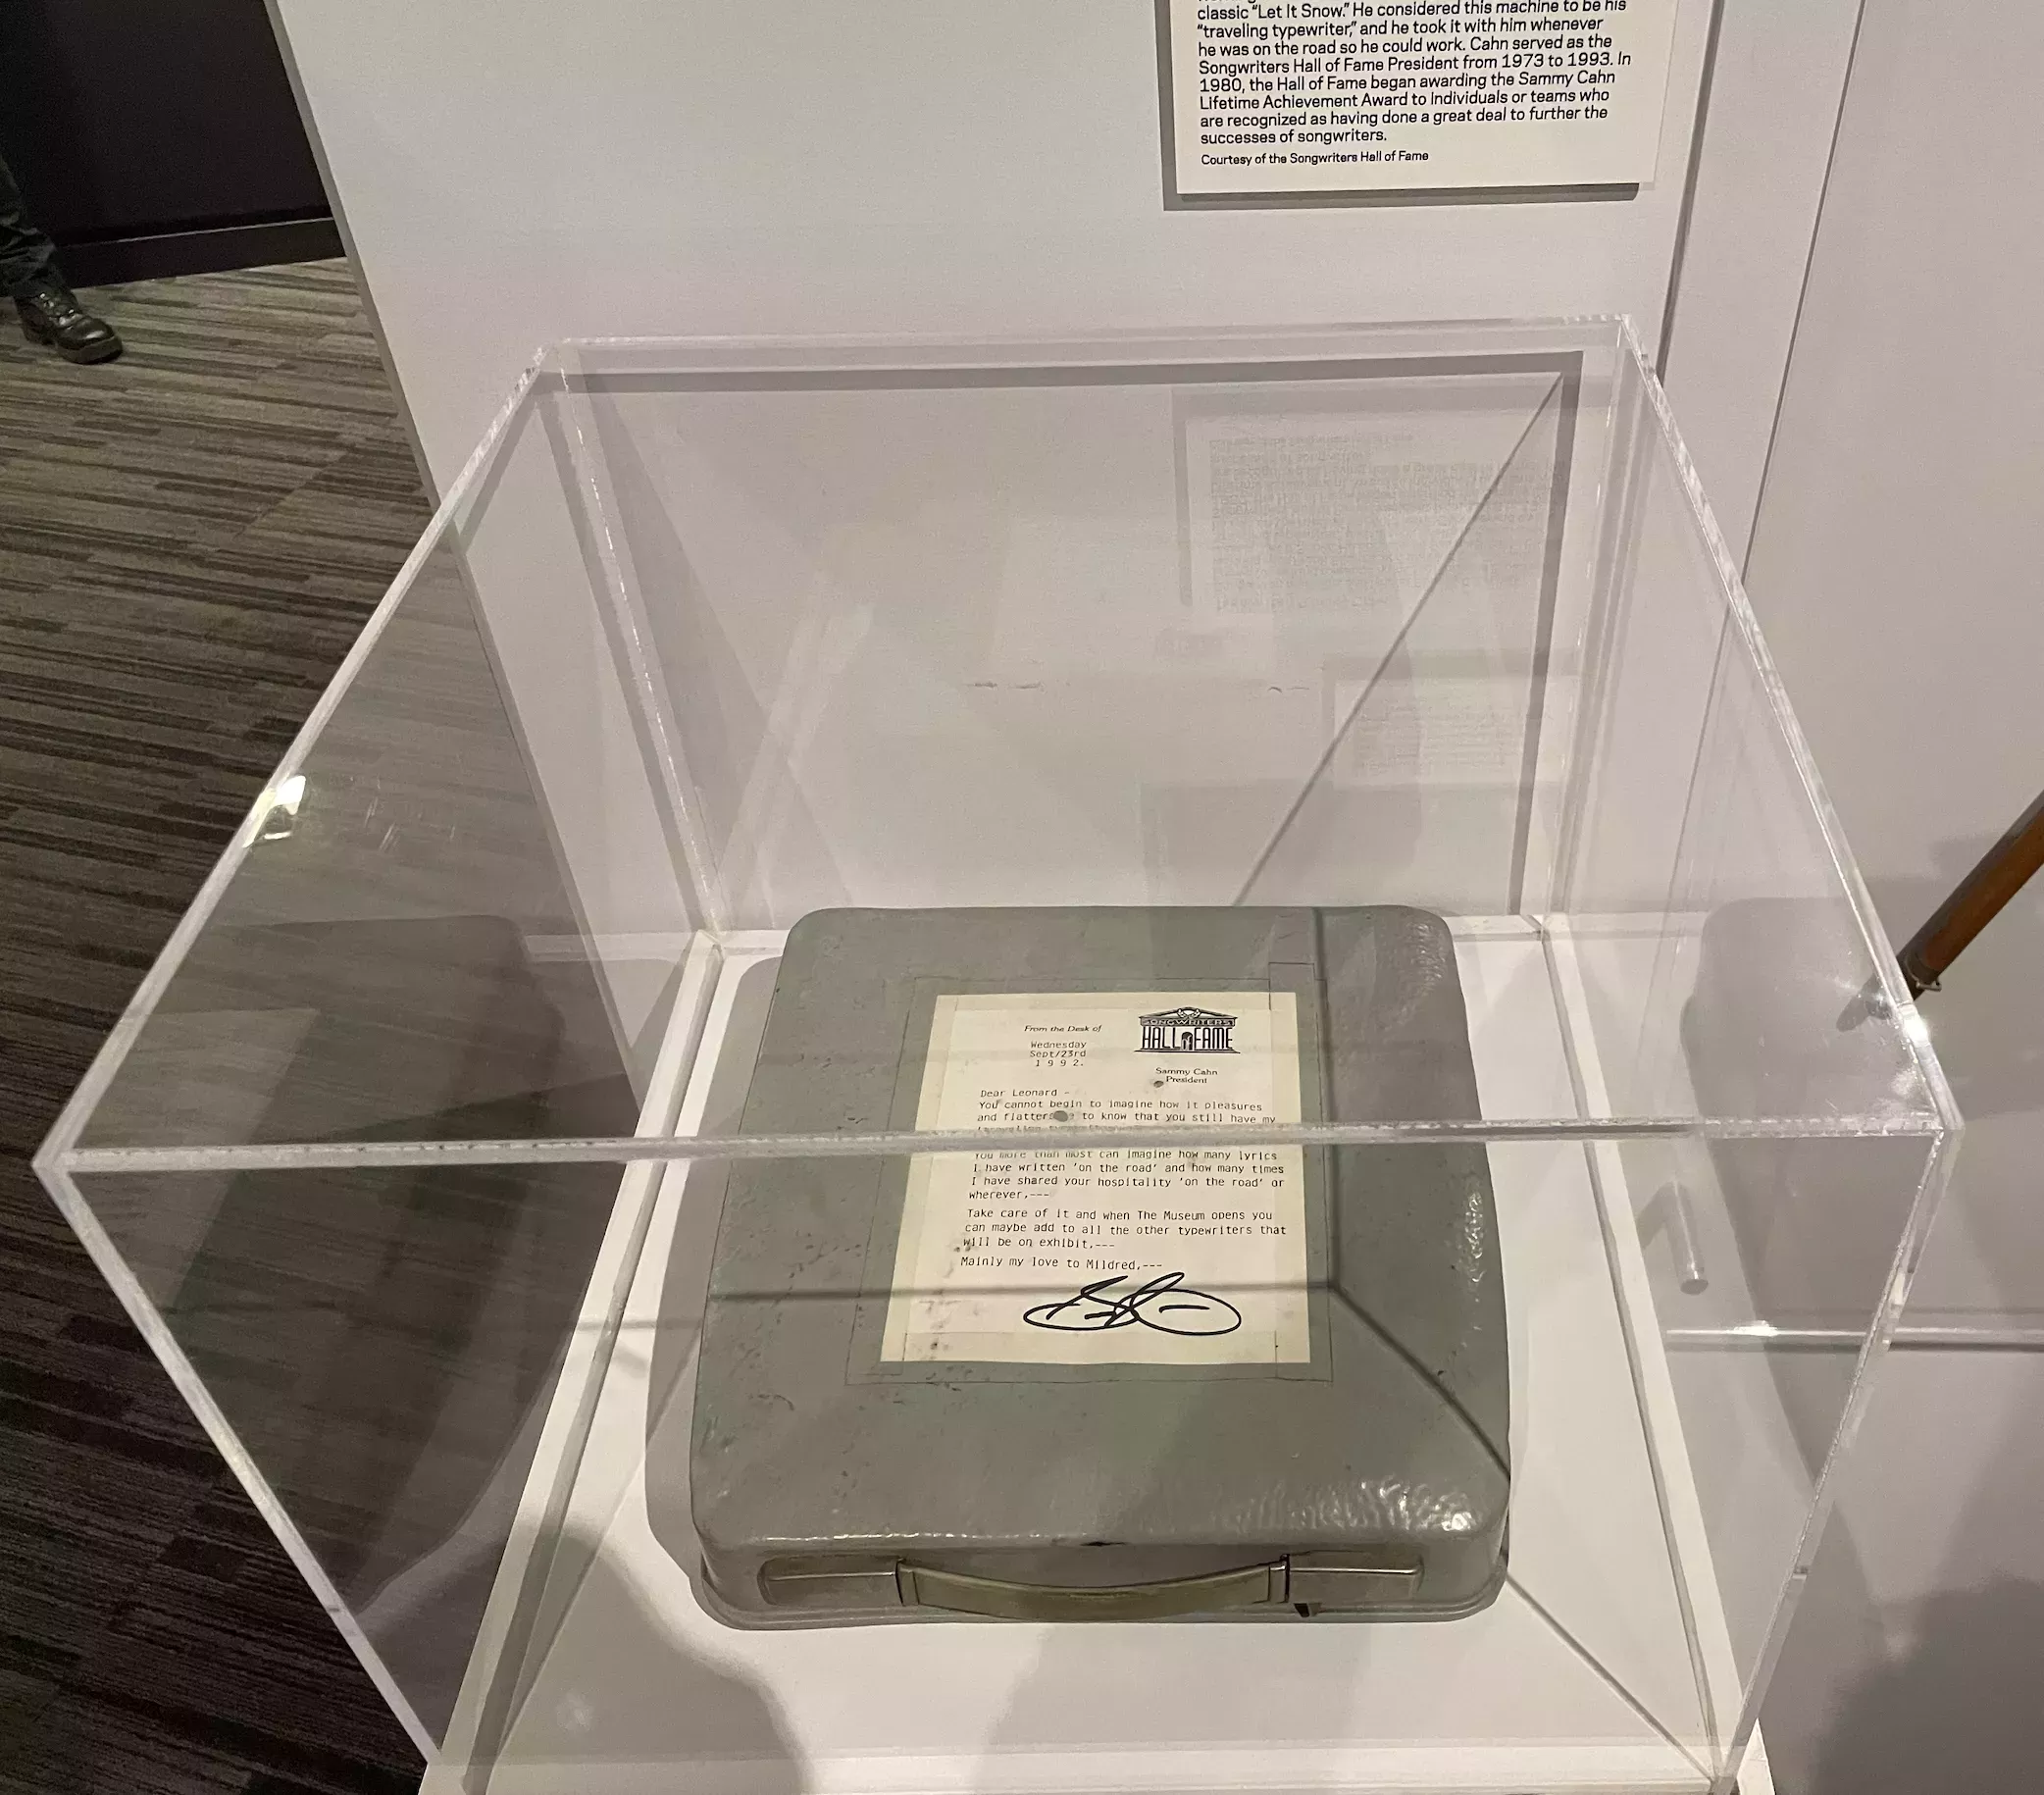 classic “Let It Snow.” He considered this machine to be his
“traveling typewriter,” and he took it with him whenever
he was on the road so he could work. Cahn served as the
Songwriters Hall of Fame President from 1973 to 1993. In
1980, the Hall of Fame began awarding the Sammy Cahn
Lifetime Achievement Award to individuals or teams who
are recognized as having done a great deal to further the
successes of songwriters.
Courtesy of the Songwriters Hall of Fame
From the Desk of
SONGWRITERS'
HALL of FAME
Wednesday
Sept/23rd
1 9 9 2.
Sammy Cahn
President
Dear Leonard -
You cannot begin to imagine how it pleasures
and flatters to know that you still have my
You more than most can imagine how many lyrics
I have written 'on the road' and how many times
I have shared your hospitality 'on the road' or
wherever,---
Take care of it and when The Museum opens you
can maybe add to all the other typewriters that
will be on exhibit,---
Mainly my love to Mildred,---